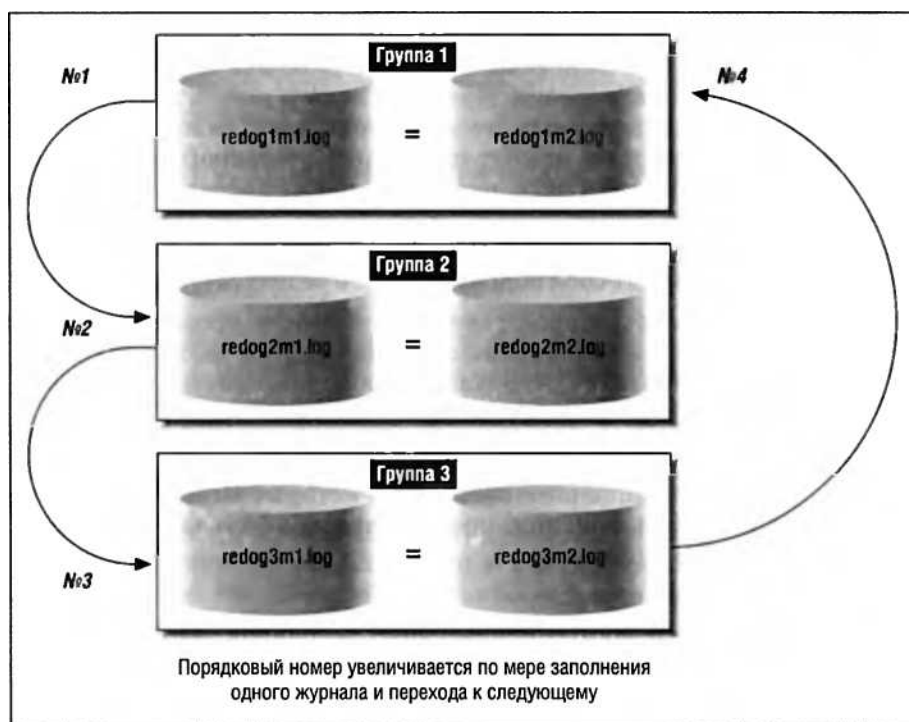 Группа 1
№1
№4
redog1m1.log
=
redog1m2.log
Группа 2
№2
redog2m1.log
=
redog2m2.log
Группа 3
redog3m1.log
=
redog3m2.log
№3
Порядковый номер увеличивается по мере заполнения
одного журнала и перехода к следующему